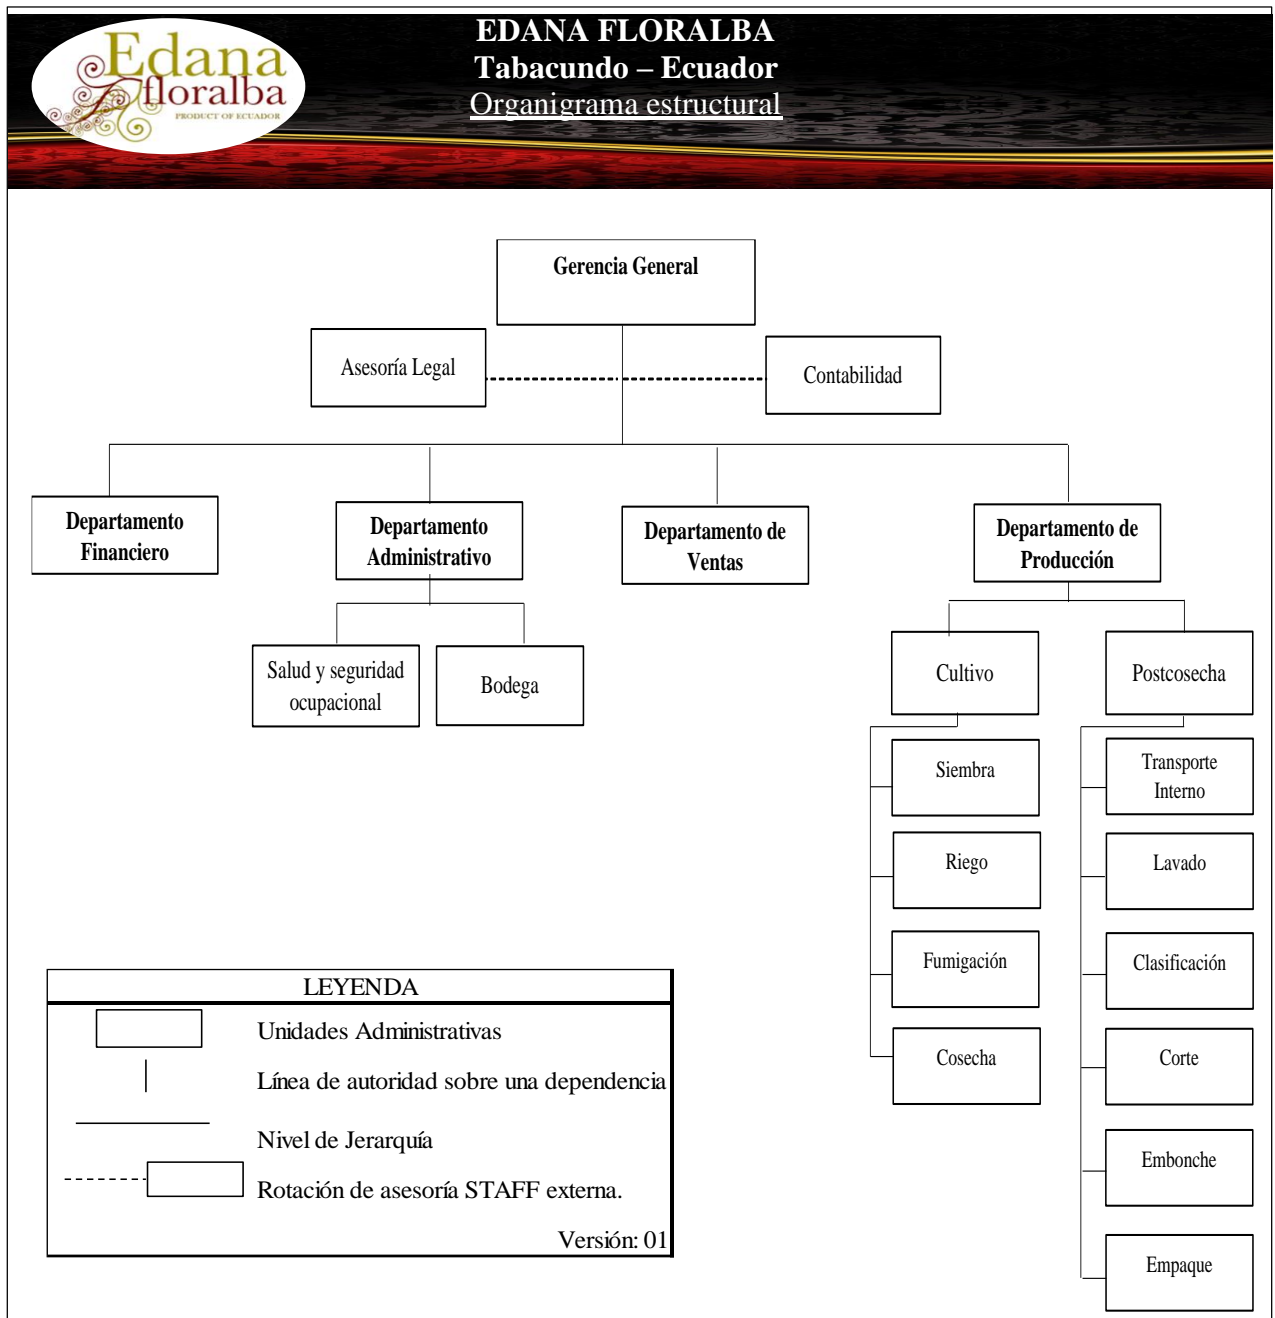 Edana
floralba
PRODUCT OF ECUADOR
EDANA FLORALBA
Tabacundo – Ecuador
Organigrama estructural
Gerencia General
Asesoría Legal
Contabilidad
Departamento
Financiero
Departamento
Administrativo
Departamento de
Ventas
Departamento de
Producción
Salud y seguridad
ocupacional
Bodega
Cultivo
Postcosecha
Siembra
Transporte
Interno
Riego
Lavado
Fumigación
Clasificación
Cosecha
Corte
Embonche
Empaque
LEYENDA
Unidades Administrativas
Línea de autoridad sobre una dependencia
Nivel de Jerarquía
Rotación de asesoría STAFF externa.
Versión: 01